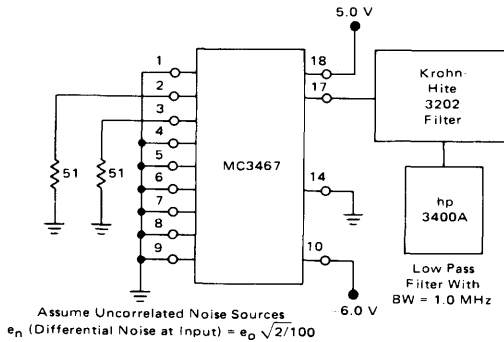 5.0 V
1
2
3
4
5
6
7
8
9
18
17
14
10
MC3467
51
51
Krohn-
Hite
3202
Filter
hp
3400A
Low Pass
Filter With
BW = 1.0 MHz
-6.0 V
Assume Uncorrelated Noise Sources
eₙ (Differential Noise at Input) = eₒ √2/100